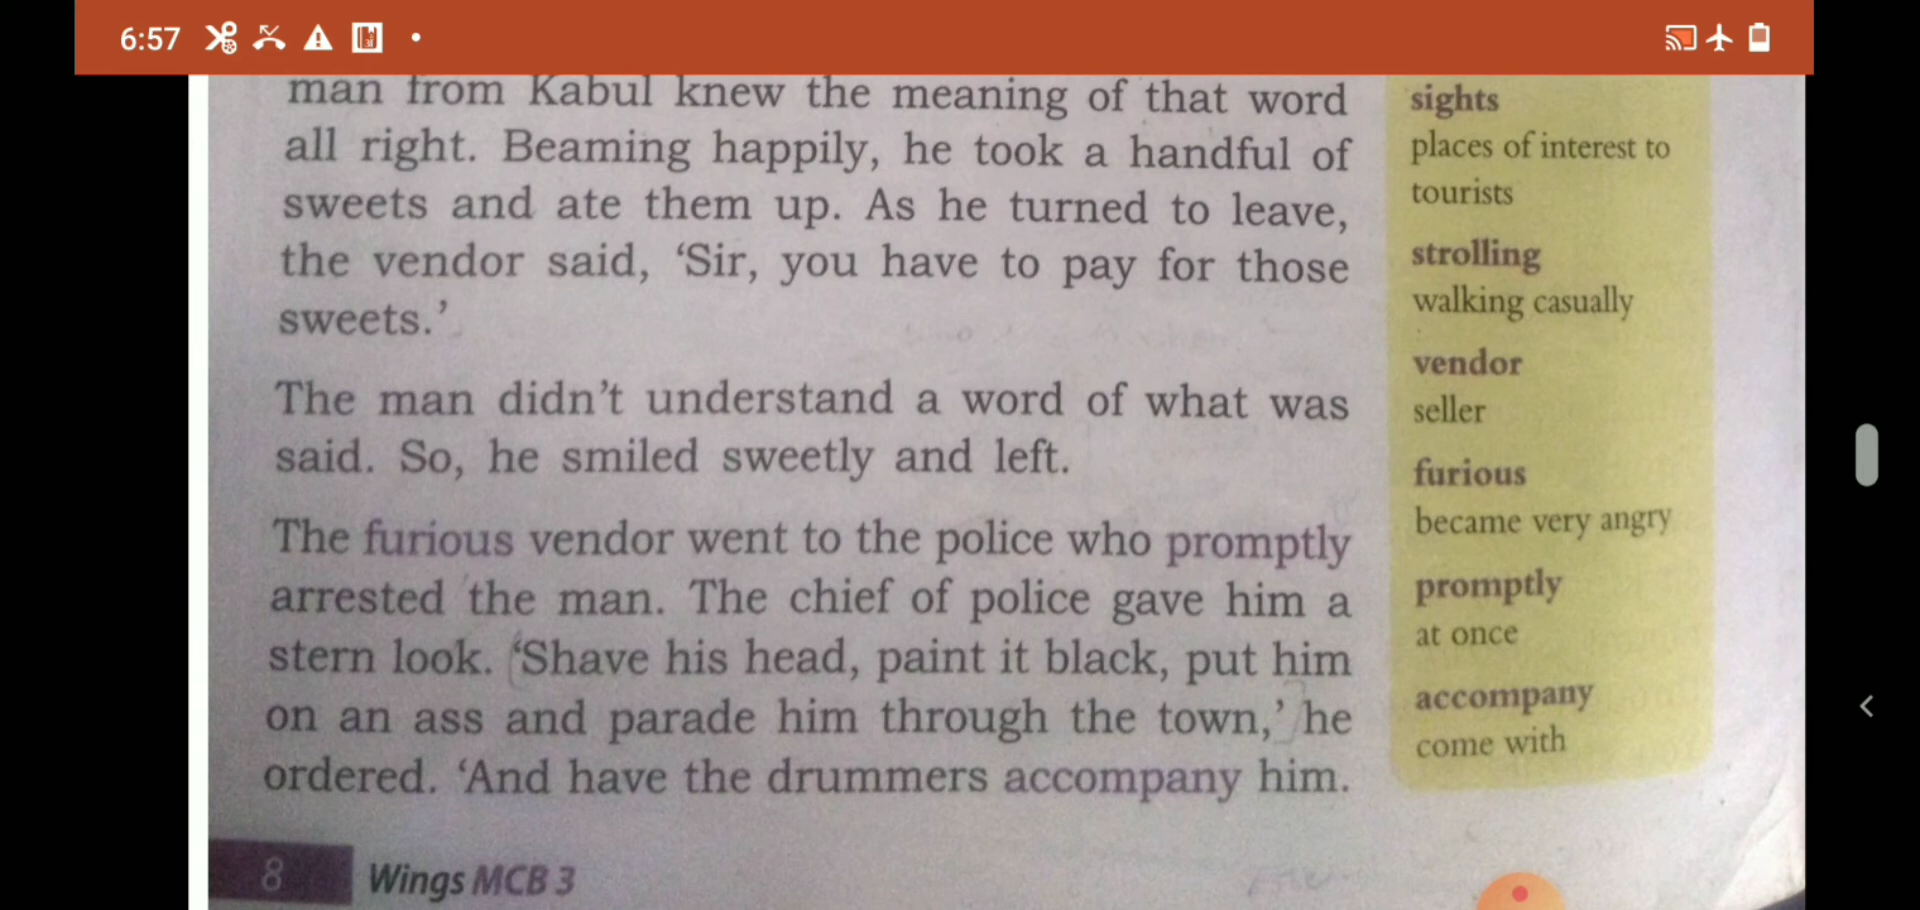 6:57
man from Kabul knew the meaning of that word
all right. Beaming happily, he took a handful of
sweets and ate them up. As he turned to leave,
the vendor said, ‘Sir, you have to pay for those
sweets.’
The man didn’t understand a word of what was
said. So, he smiled sweetly and left.
The furious vendor went to the police who promptly
arrested the man. The chief of police gave him a
stern look. ‘Shave his head, paint it black, put him
on an ass and parade him through the town,’ he
ordered. ‘And have the drummers accompany him.
sights
places of interest to
tourists
strolling
walking casually
vendor
seller
furious
became very angry
promptly
at once
accompany
come with
8 Wings MCB 3